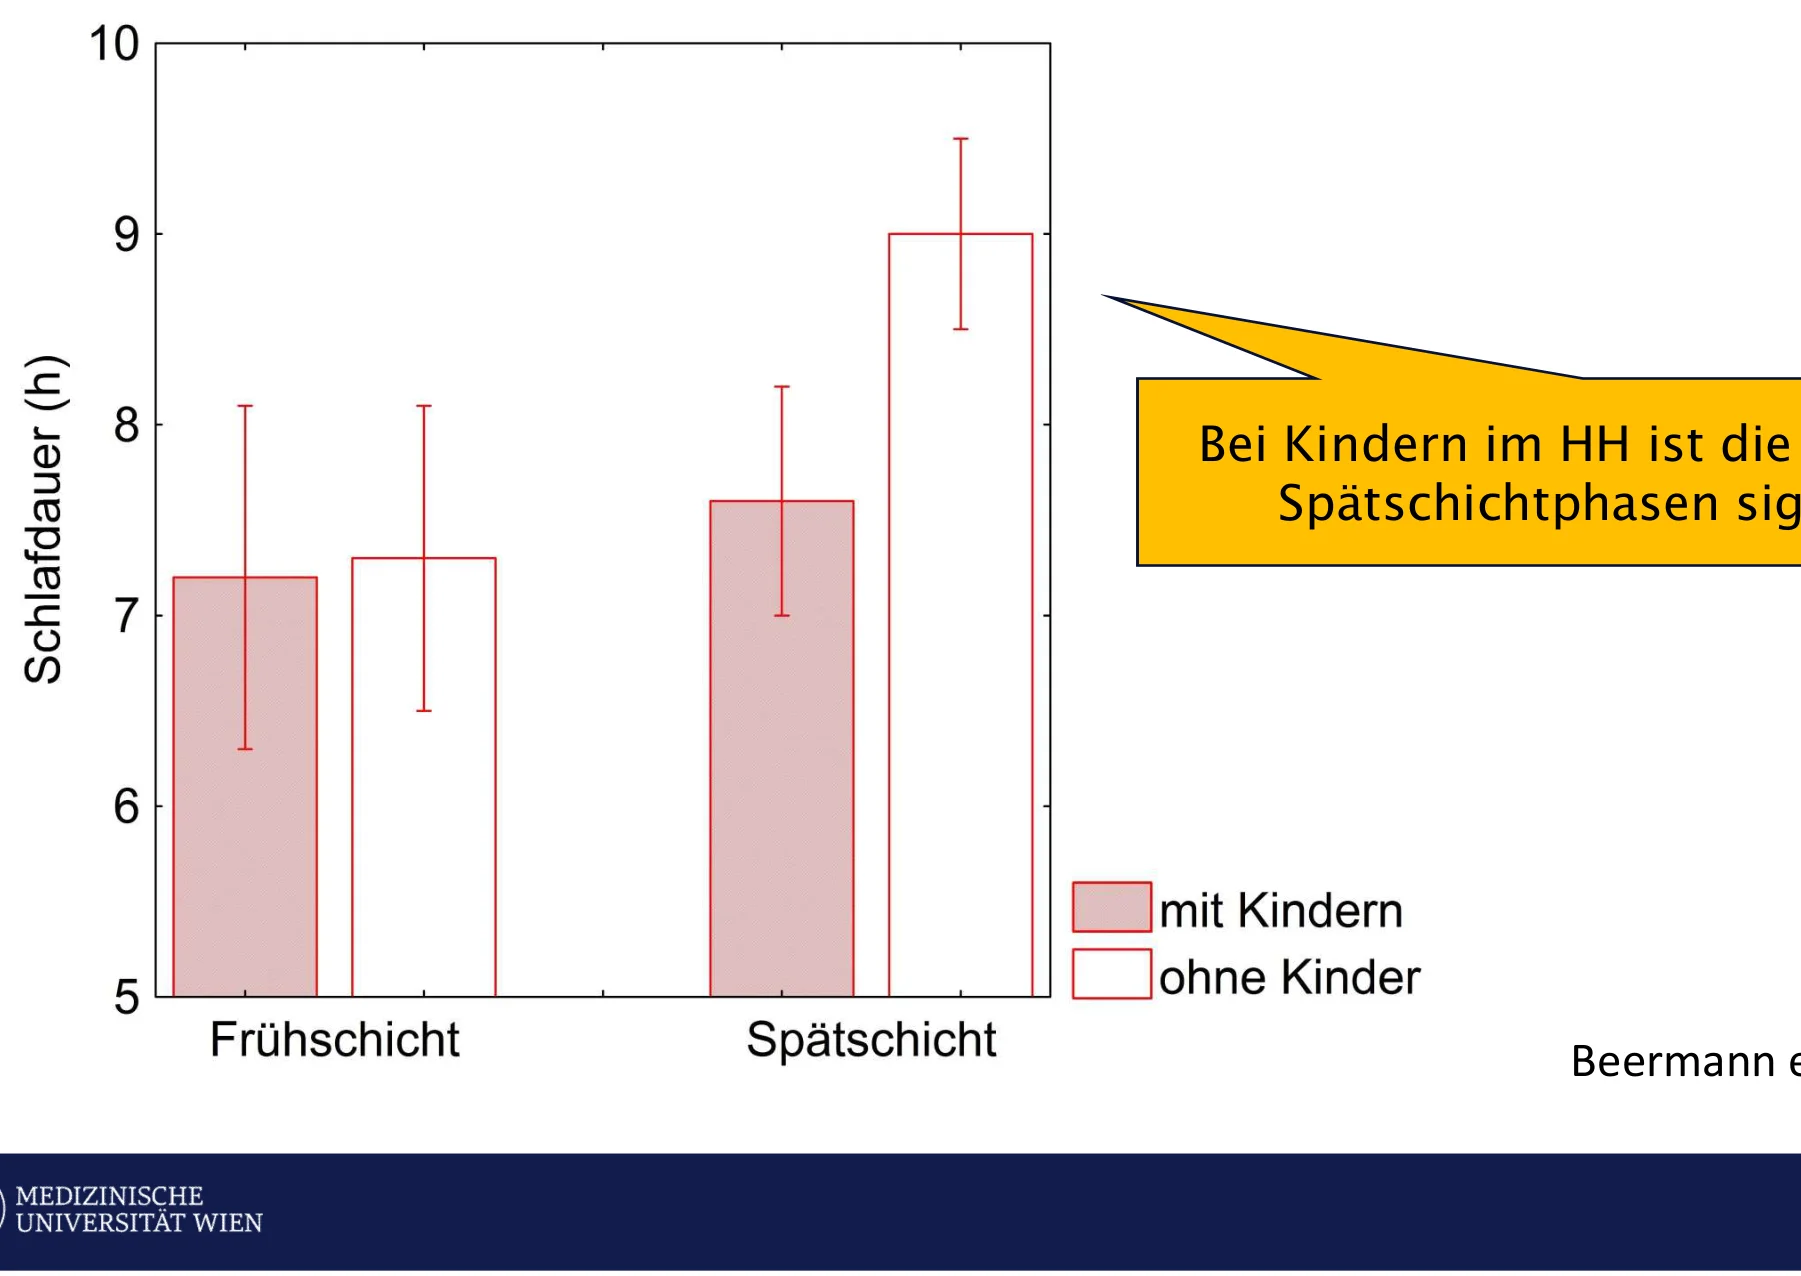 10
9
8
7
6
5
Schlafdauer (h)
Frühschicht
Spätschicht
Bei Kindern im HH ist die
Spätschichtphasen sig
mit Kindern
ohne Kinder
Beermann e
MEDIZINISCHE
UNIVERSITÄT WIEN